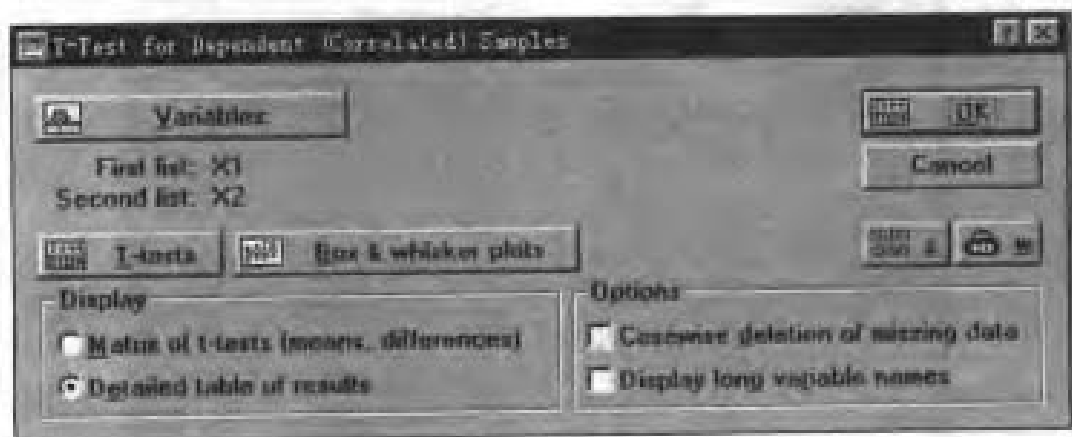 T-Test for Dependent (Correlated) Samples
Variables:
OK
First list: X1
Cancel
Second list: X2
T-tests
Box & whisker plots
W
Display
Options
Matrix of t-tests (means, differences)
Casewise deletion of missing data
Detailed table of results
Display long variable names